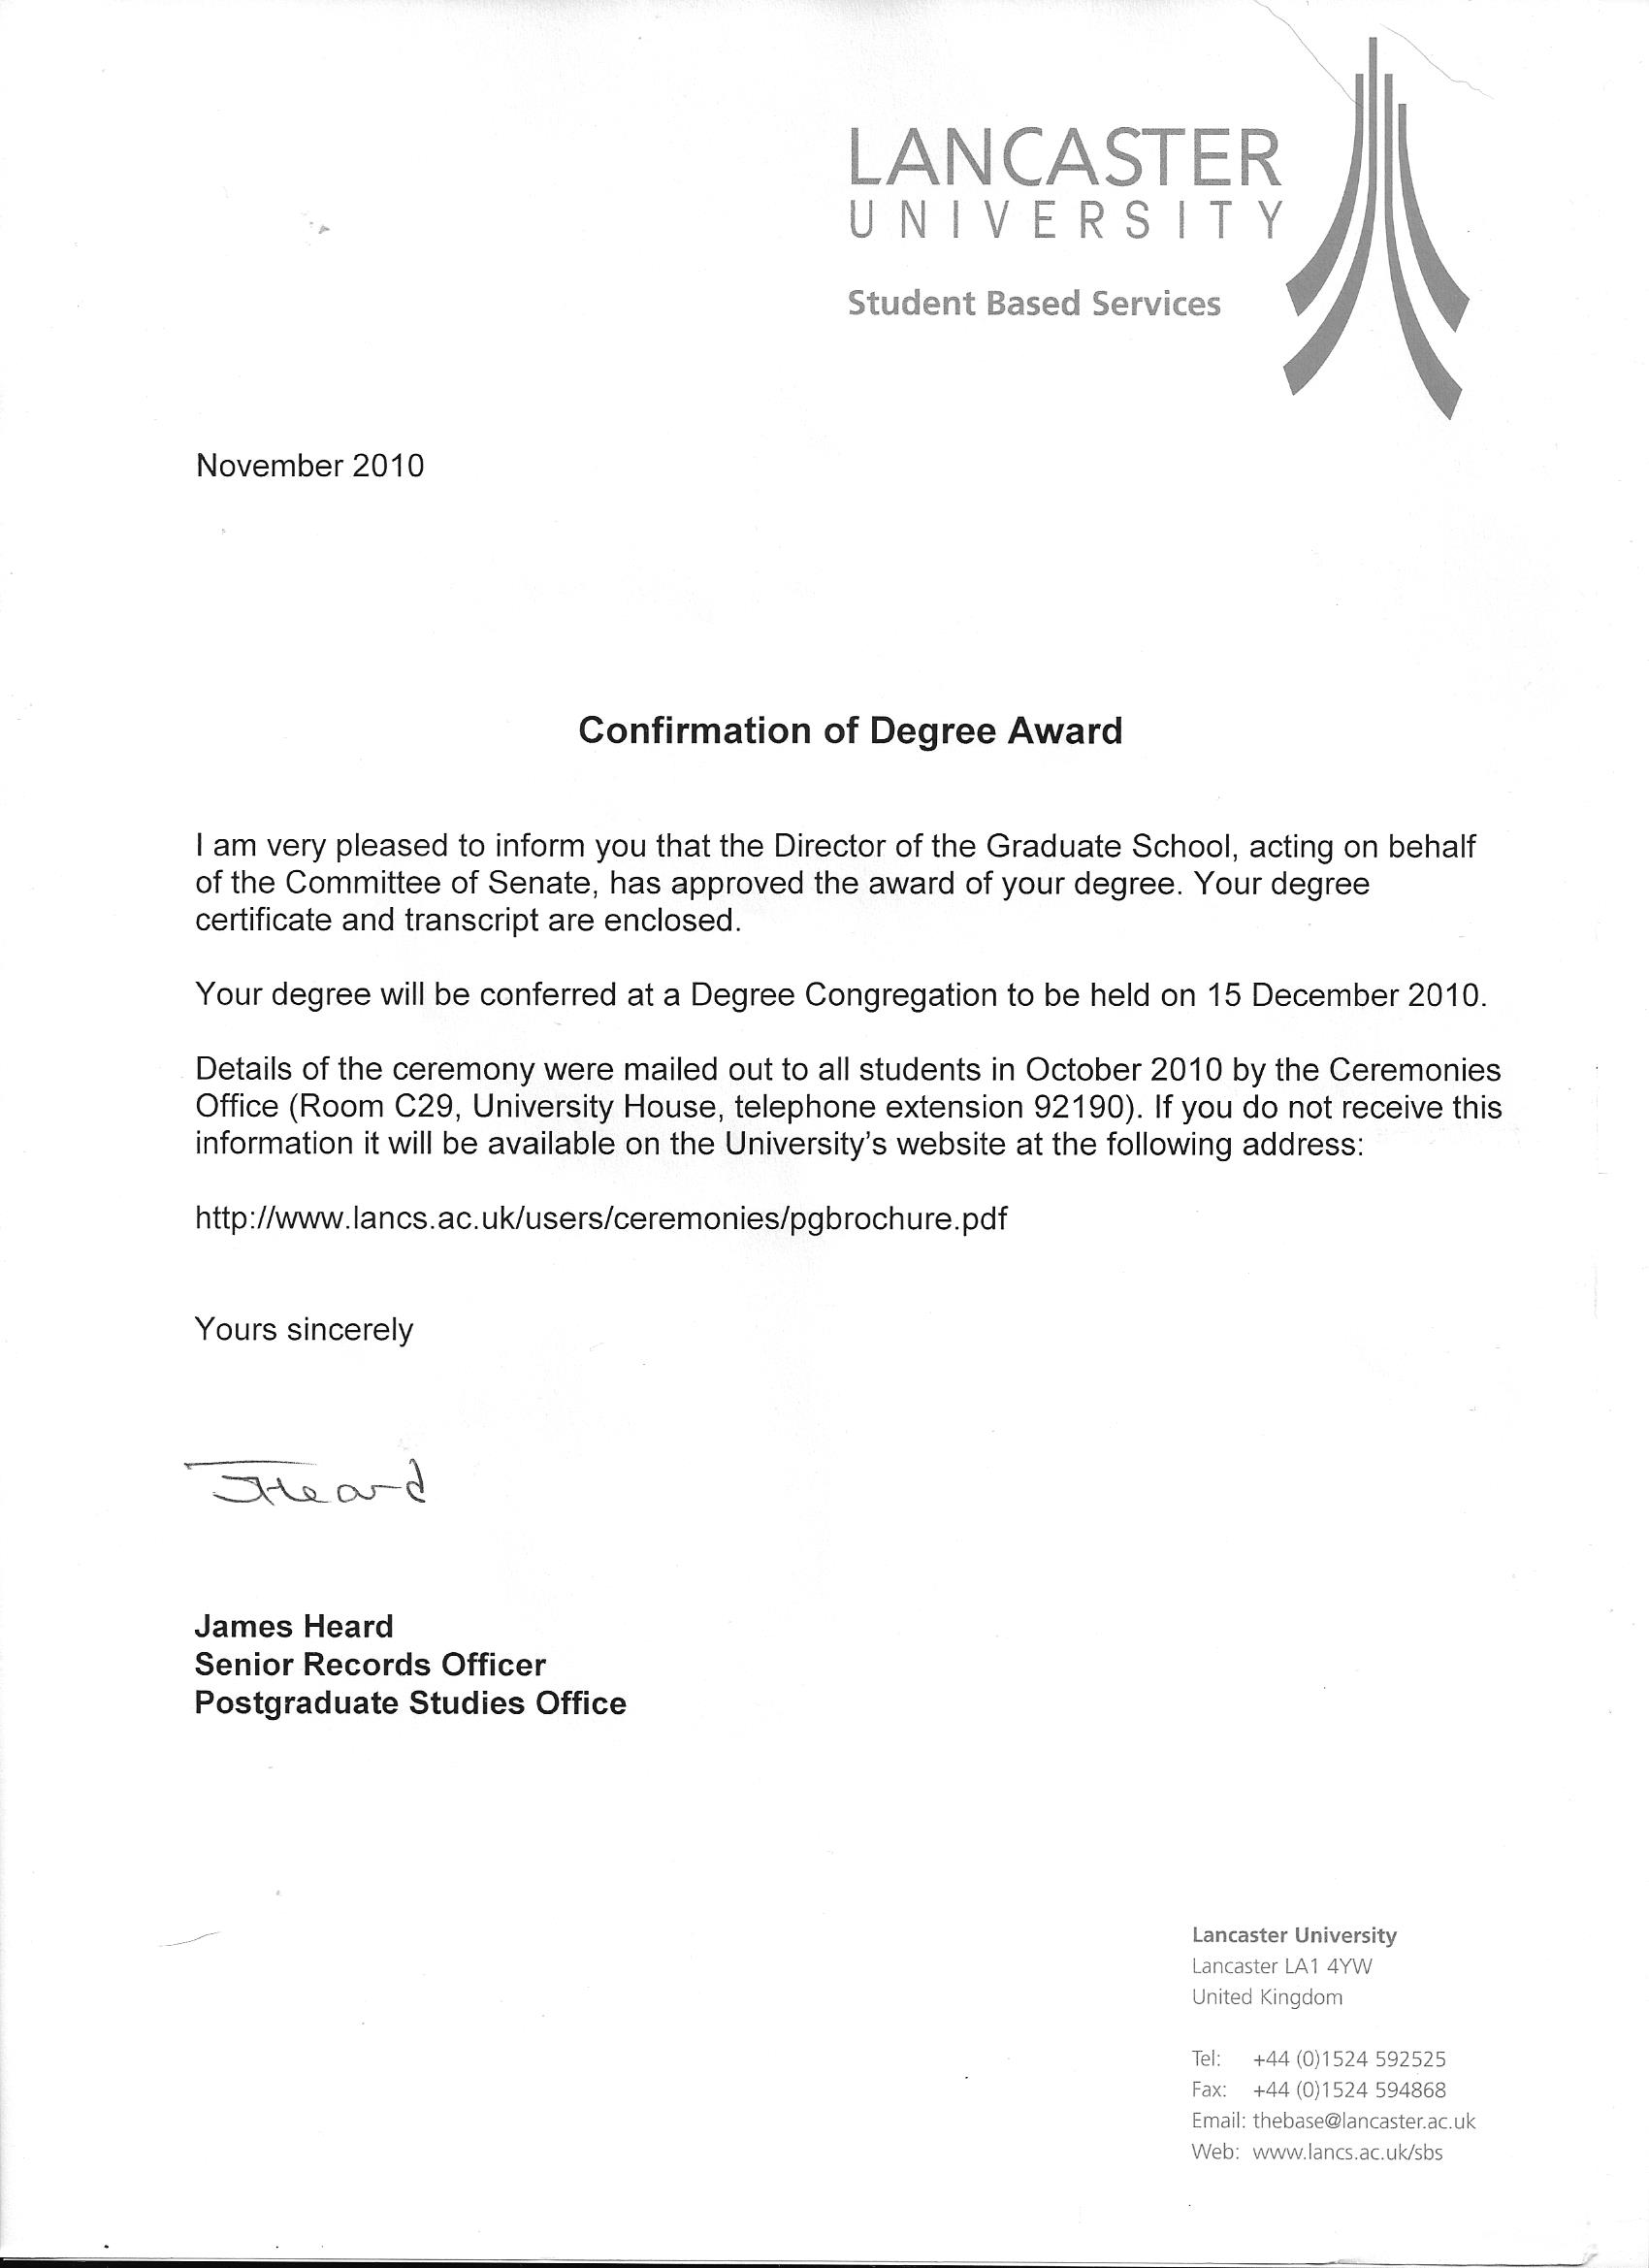 LANCASTER
UNIVERSITY
Student Based Services
November 2010
Confirmation of Degree Award
I am very pleased to inform you that the Director of the Graduate School, acting on behalf
of the Committee of Senate, has approved the award of your degree. Your degree
certificate and transcript are enclosed.
Your degree will be conferred at a Degree Congregation to be held on 15 December 2010.
Details of the ceremony were mailed out to all students in October 2010 by the Ceremonies
Office (Room C29, University House, telephone extension 92190). If you do not receive this
information it will be available on the University's website at the following address:
http://www.lancs.ac.uk/users/ceremonies/pgbrochure.pdf
Yours sincerely
JHeard
James Heard
Senior Records Officer
Postgraduate Studies Office
Lancaster University
Lancaster LA1 4YW
United Kingdom
Tel: +44 (0)1524 592525
Fax: +44 (0)1524 594868
Email: thebase@lancaster.ac.uk
Web: www.lancs.ac.uk/sbs